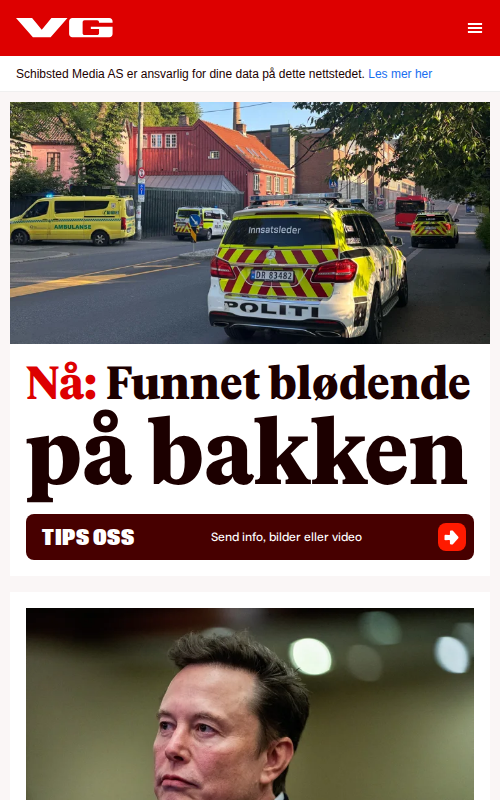 VG
Schibsted Media AS er ansvarlig for dine data på dette nettstedet. Les mer her
AMBULANSE
Innsatsleder
DR 83482
POLITI
Nå: Funnet blødende
på bakken
TIPS OSS
Send info, bilder eller video